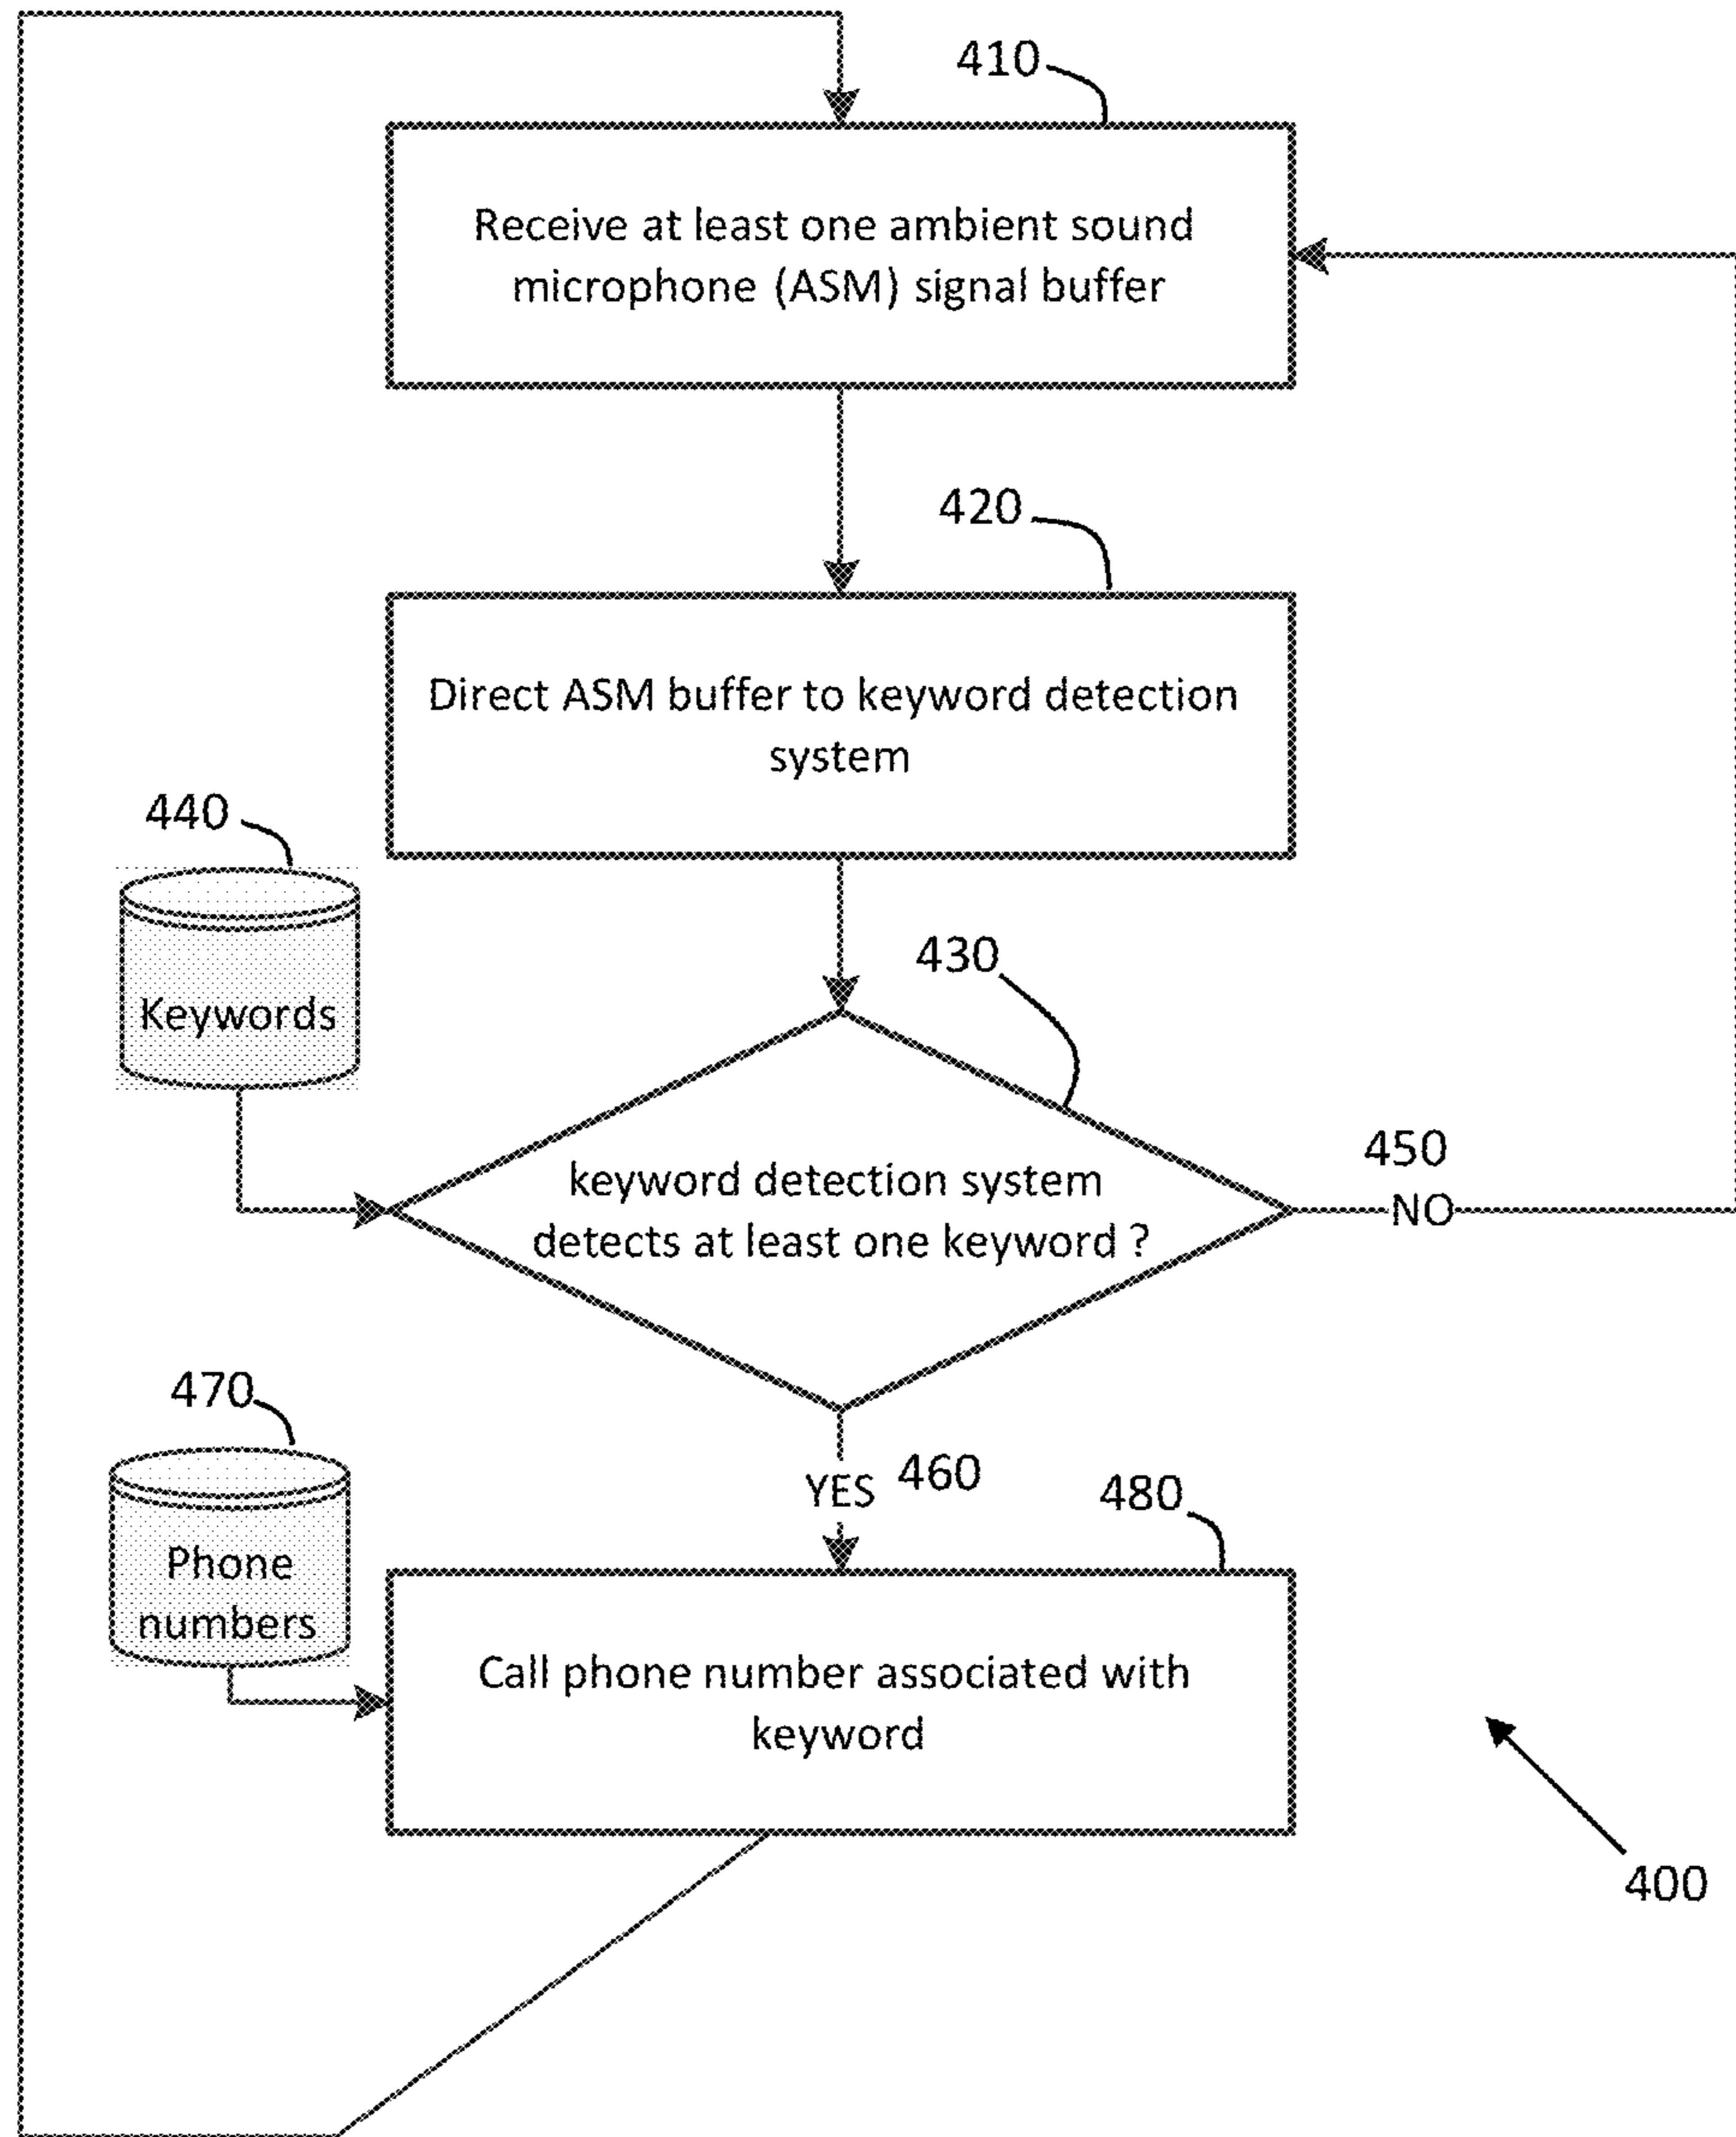 410
Receive at least one ambient sound
microphone (ASM) signal buffer
420
Direct ASM buffer to keyword detection
system
440
Keywords
430
keyword detection system
detects at least one keyword ?
450
NO
470
Phone
numbers
YES 460
480
Call phone number associated with
keyword
400